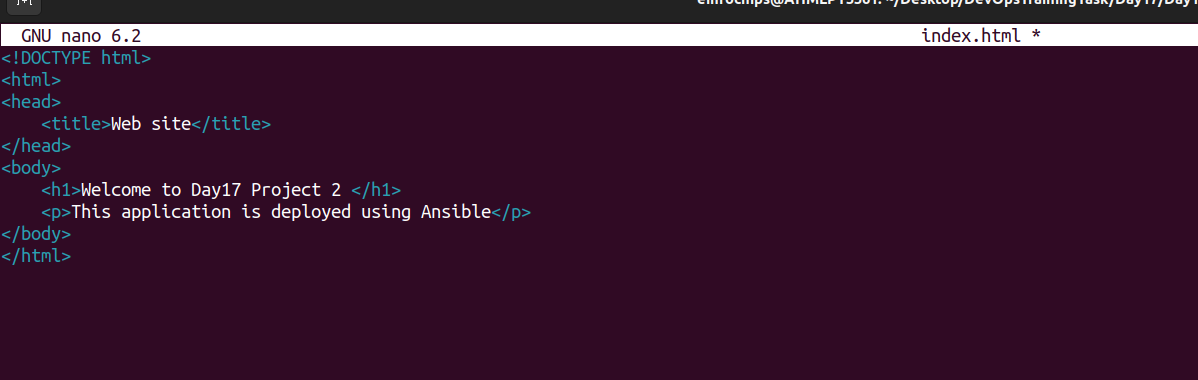 GNU nano 6.2 index.html *
<!DOCTYPE html>
<html>
<head>
    <title>Web site</title>
</head>
<body>
    <h1>Welcome to Day17 Project 2 </h1>
    <p>This application is deployed using Ansible</p>
</body>
</html>